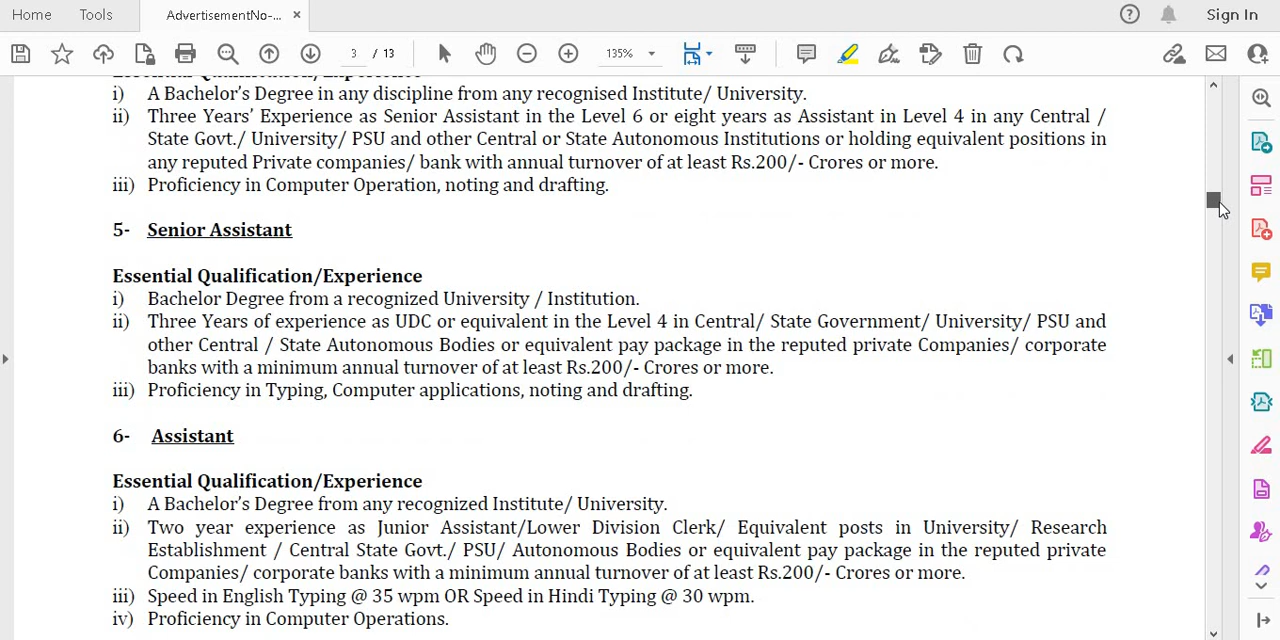 Home Tools AdvertisementNo-... × Sign In
3 / 13 135%
Essential Qualification/Experience
i) A Bachelor's Degree in any discipline from any recognised Institute/ University.
ii) Three Years' Experience as Senior Assistant in the Level 6 or eight years as Assistant in Level 4 in any Central /
State Govt./ University/ PSU and other Central or State Autonomous Institutions or holding equivalent positions in
any reputed Private companies/ bank with annual turnover of at least Rs.200/- Crores or more.
iii) Proficiency in Computer Operation, noting and drafting.
5- Senior Assistant
Essential Qualification/Experience
i) Bachelor Degree from a recognized University / Institution.
ii) Three Years of experience as UDC or equivalent in the Level 4 in Central/ State Government/ University/ PSU and
other Central / State Autonomous Bodies or equivalent pay package in the reputed private Companies/ corporate
banks with a minimum annual turnover of at least Rs.200/- Crores or more.
iii) Proficiency in Typing, Computer applications, noting and drafting.
6- Assistant
Essential Qualification/Experience
i) A Bachelor's Degree from any recognized Institute/ University.
ii) Two year experience as Junior Assistant/Lower Division Clerk/ Equivalent posts in University/ Research
Establishment / Central State Govt./ PSU/ Autonomous Bodies or equivalent pay package in the reputed private
Companies/ corporate banks with a minimum annual turnover of at least Rs.200/- Crores or more.
iii) Speed in English Typing @ 35 wpm OR Speed in Hindi Typing @ 30 wpm.
iv) Proficiency in Computer Operations.